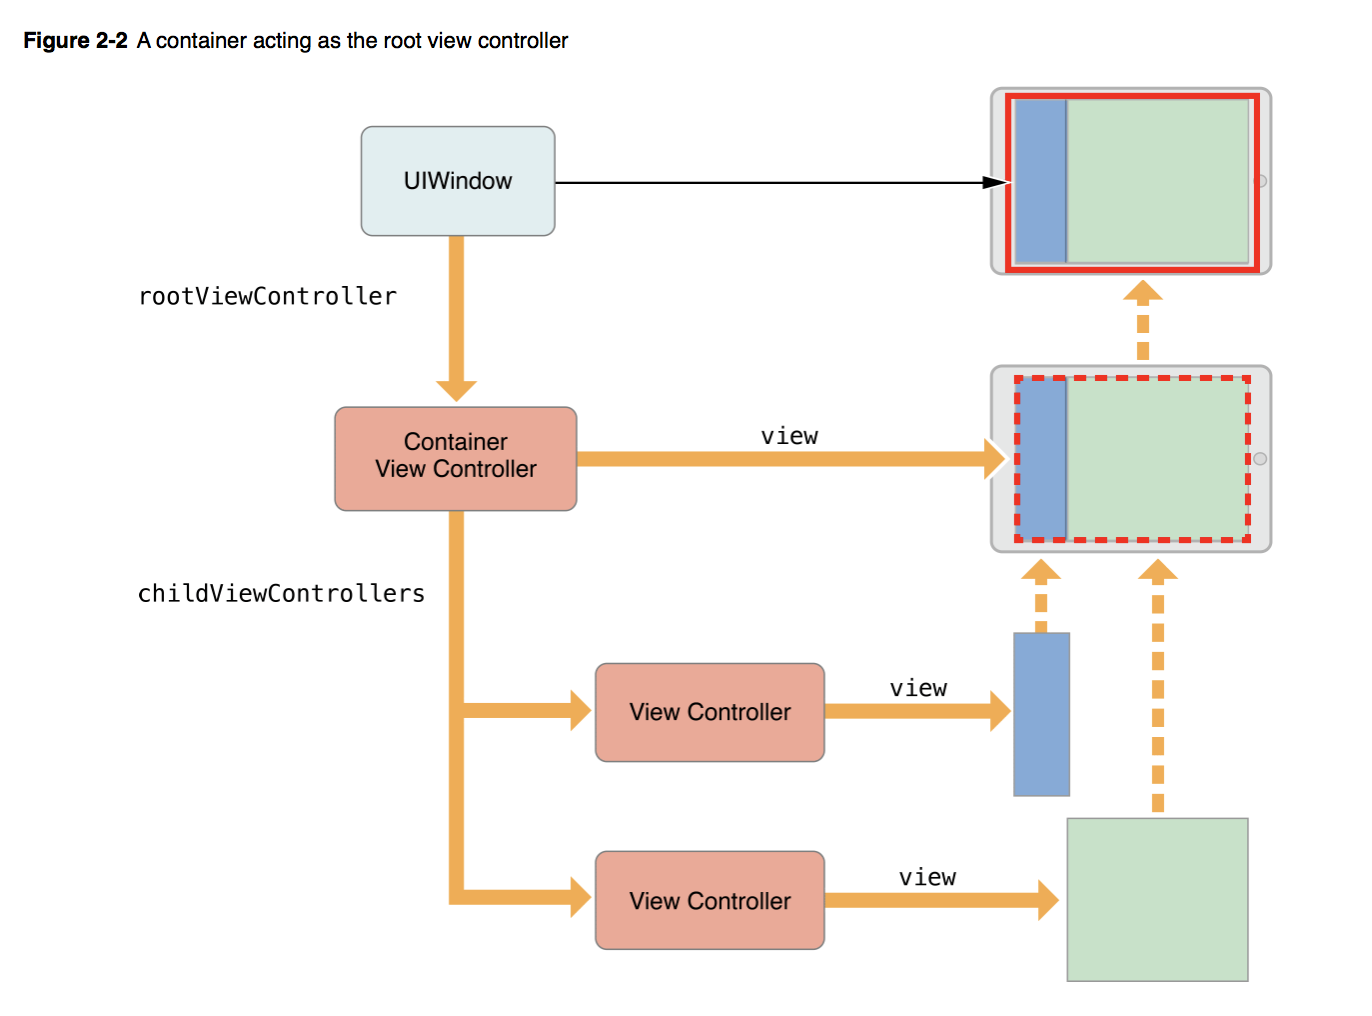 Figure 2-2 A container acting as the root view controller
UIWindow
rootViewController
Container
View Controller
view
childViewControllers
view
View Controller
view
View Controller